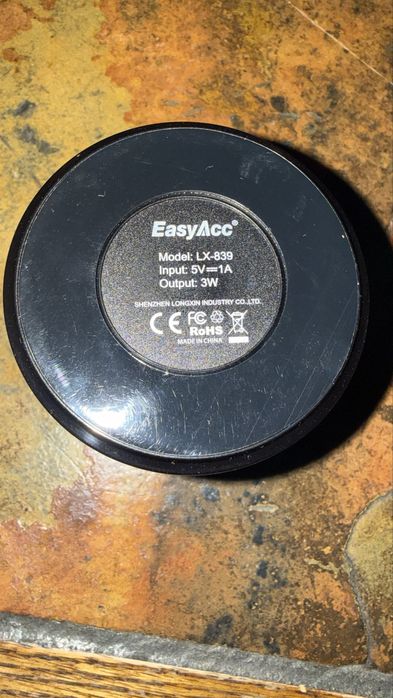 EasyAcc®
Model: LX-839
Input: 5V⎓1A
Output: 3W
SHENZHEN LONGXIN INDUSTRY CO.,LTD.
CE FC RoHS
MADE IN CHINA